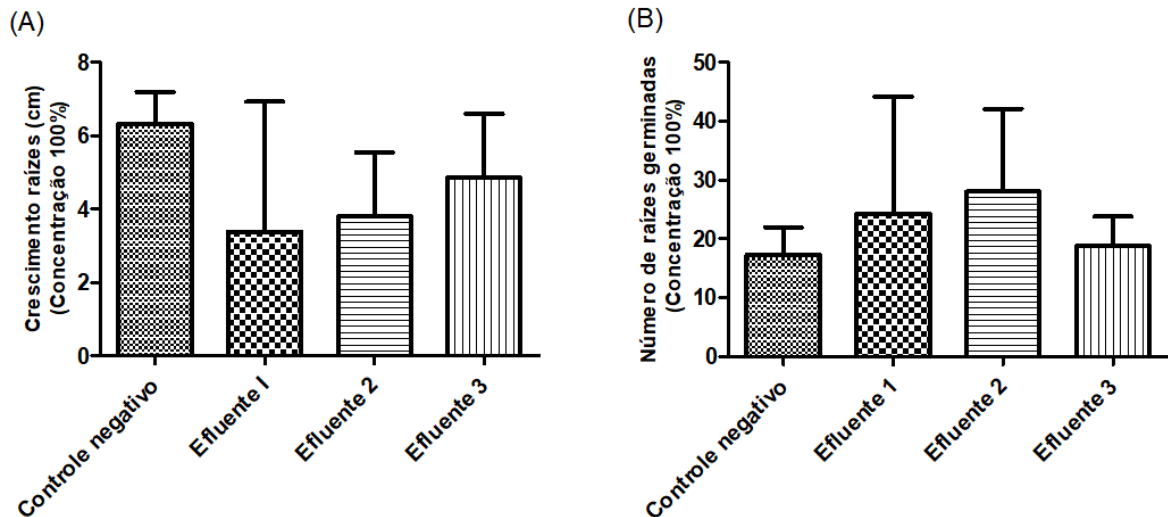 (A)
Crescimento raízes (cm)
(Concentração 100%)
8
6
4
2
0
Controle negativo
Efluente I
Efluente 2
Efluente 3
(B)
Número de raízes germinadas
(Concentração 100%)
50
40
30
20
10
0
Controle negativo
Efluente 1
Efluente 2
Efluente 3